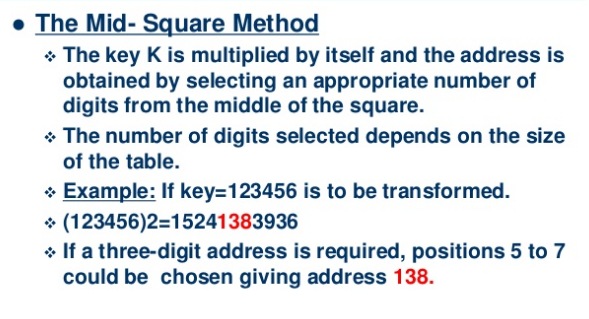 The Mid- Square Method
The key K is multiplied by itself and the address is
obtained by selecting an appropriate number of
digits from the middle of the square.
The number of digits selected depends on the size
of the table.
Example: If key=123456 is to be transformed.
(123456)2=15241383936
If a three-digit address is required, positions 5 to 7
could be chosen giving address 138.